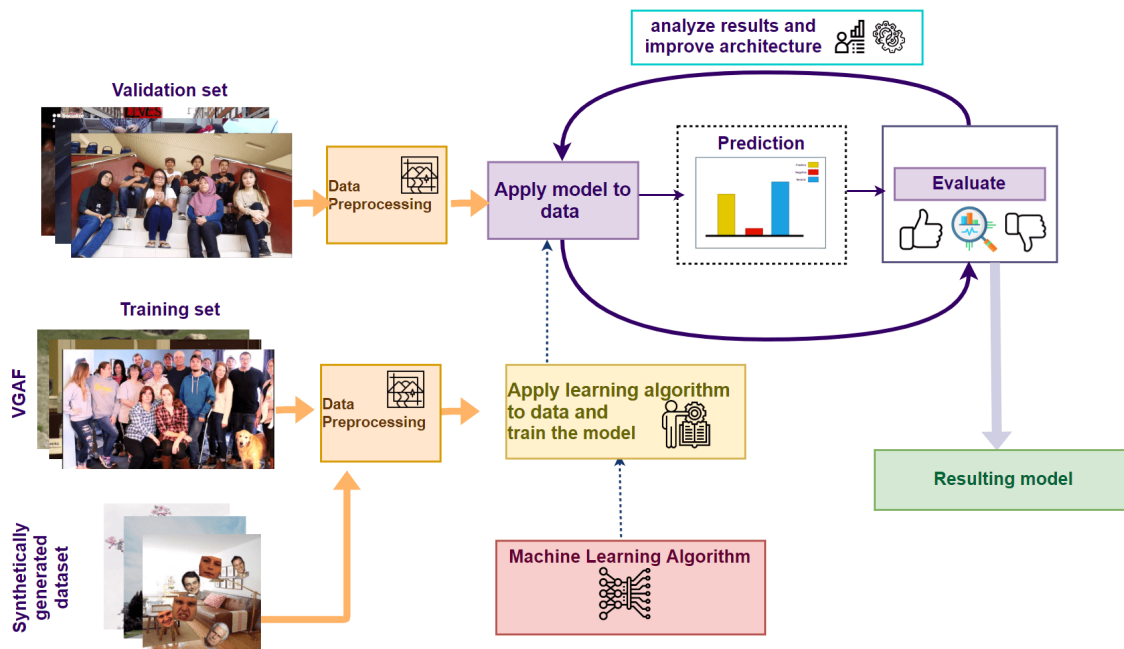 analyze results and
improve architecture
Validation set
Data
Preprocessing
Apply model to
data
Prediction
Evaluate
Training set
VGAF
Data
Preprocessing
Apply learning algorithm
to data and
train the model
Resulting model
Synthetically
generated
dataset
Machine Learning Algorithm